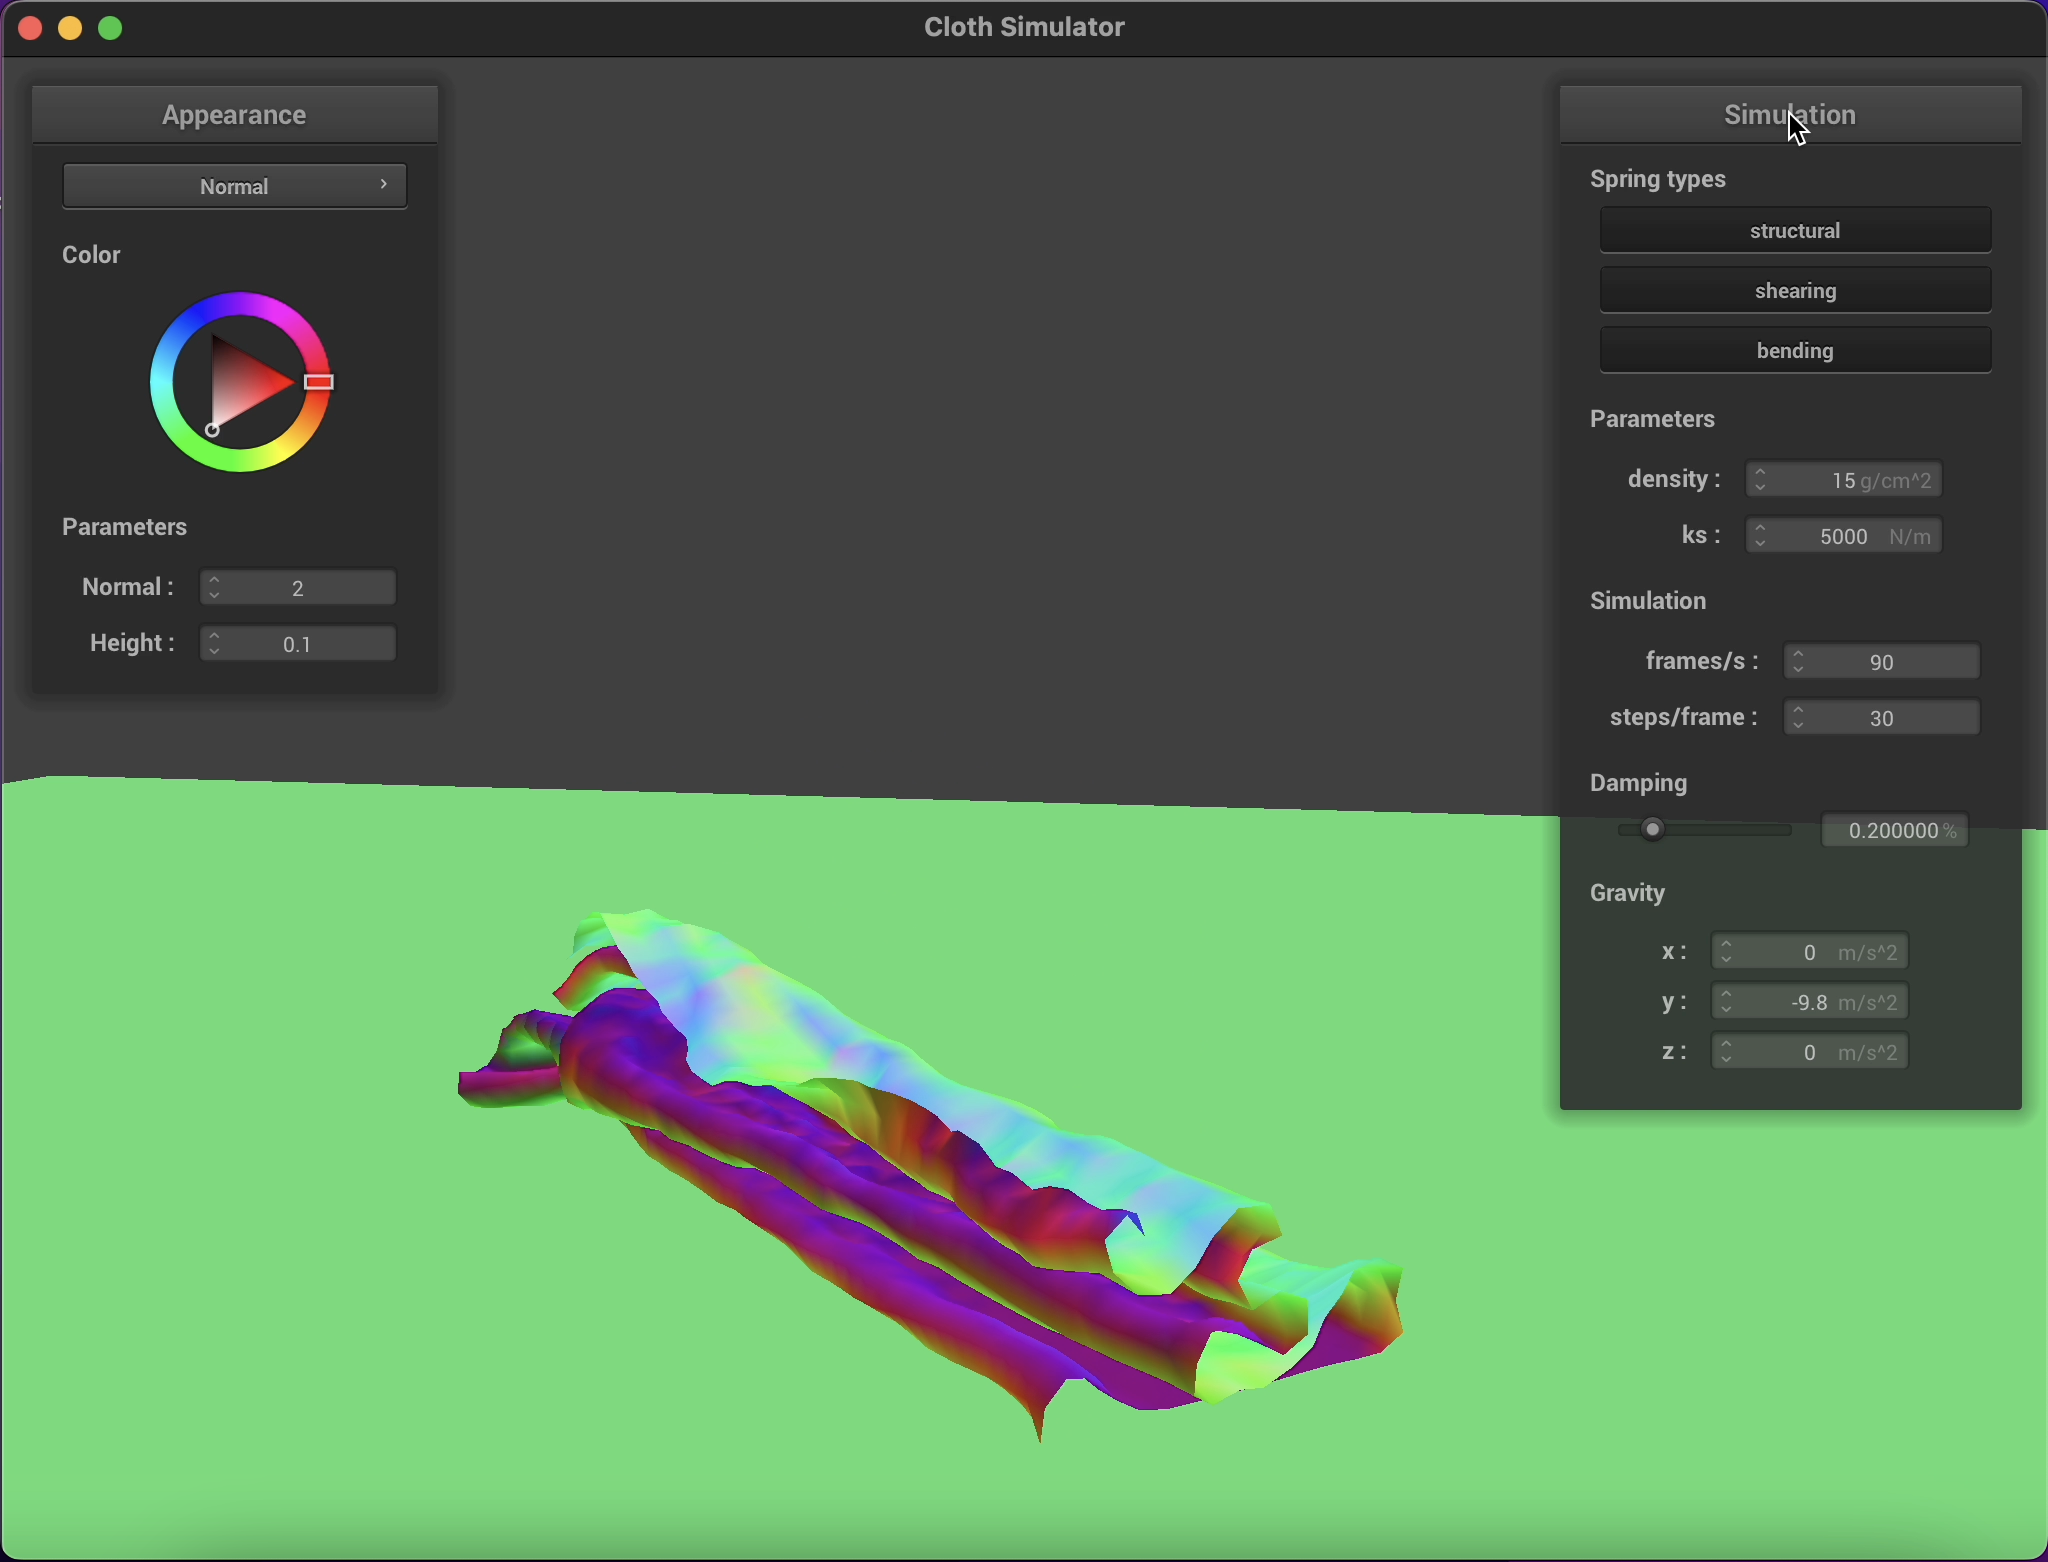 Cloth Simulator
Appearance
Normal
Color
Parameters
Normal : 2
Height : 0.1
Simulation
Spring types
structural
shearing
bending
Parameters
density : 15 g/cm^2
ks : 5000 N/m
Simulation
frames/s : 90
steps/frame : 30
Damping
0.200000 %
Gravity
x : 0 m/s^2
y : -9.8 m/s^2
z : 0 m/s^2